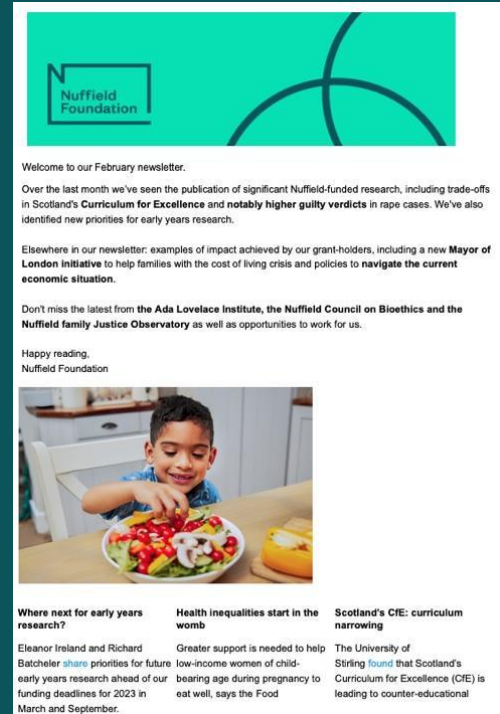 Nuffield
Foundation
Welcome to our February newsletter.
Over the last month we've seen the publication of significant Nuffield-funded research, including trade-offs
in Scotland's Curriculum for Excellence and notably higher guilty verdicts in rape cases. We've also
identified new priorities for early years research.
Elsewhere in our newsletter: examples of impact achieved by our grant-holders, including a new Mayor of
London initiative to help families with the cost of living crisis and policies to navigate the current
economic situation.
Don't miss the latest from the Ada Lovelace Institute, the Nuffield Council on Bioethics and the
Nuffield family Justice Observatory as well as opportunities to work for us.
Happy reading,
Nuffield Foundation
Where next for early years
research?
Eleanor Ireland and Richard
Batcheler share priorities for future
early years research ahead of our
funding deadlines for 2023 in
March and September.
Health inequalities start in the
womb
Greater support is needed to help
low-income women of child-
bearing age during pregnancy to
eat well, says the Food
Scotland's CfE: curriculum
narrowing
The University of
Stirling found that Scotland's
Curriculum for Excellence (CfE) is
leading to counter-educational